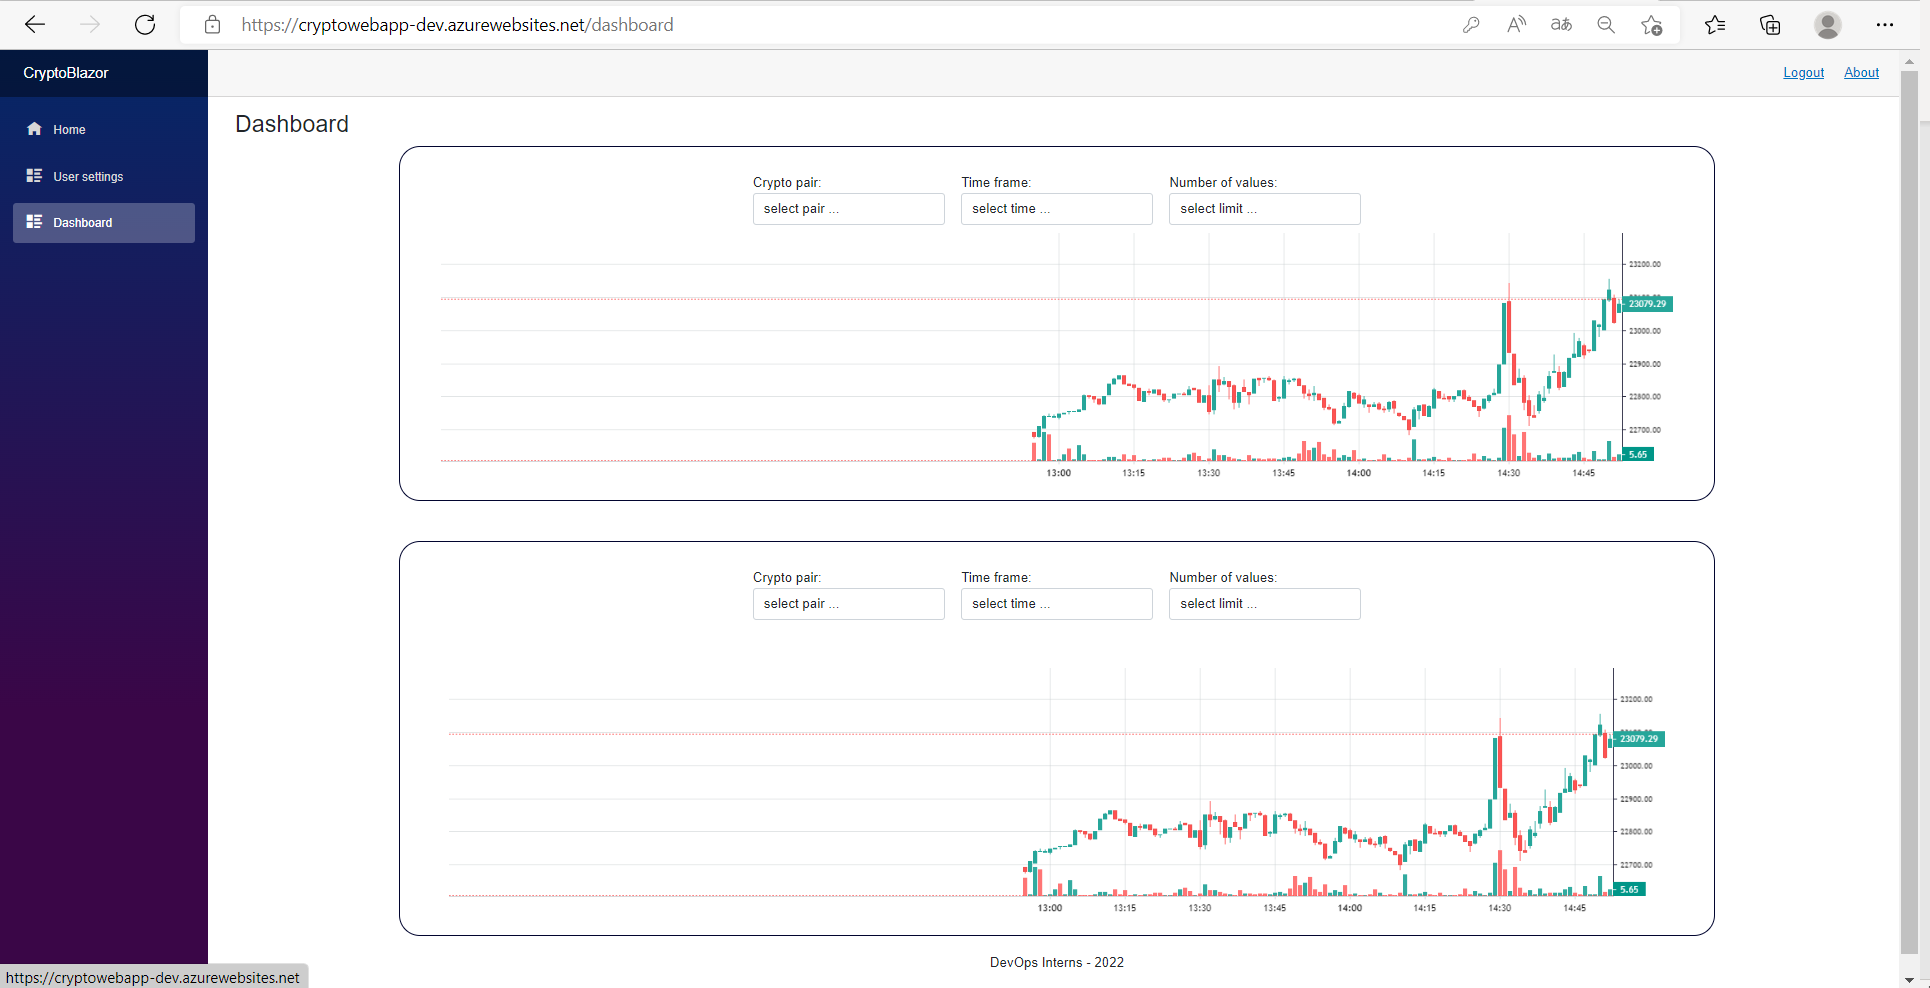 https://cryptowebapp-dev.azurewebsites.net/dashboard
CryptoBlazor
Logout About
Home
User settings
Dashboard
Dashboard
Crypto pair: Time frame: Number of values:
select pair ... select time ... select limit ...
23200.00
23079.29
23000.00
22900.00
22800.00
22700.00
5.65
13:00 13:15 13:30 13:45 14:00 14:15 14:30 14:45
Crypto pair: Time frame: Number of values:
select pair ... select time ... select limit ...
23200.00
23079.29
23000.00
22900.00
22800.00
22700.00
5.65
13:00 13:15 13:30 13:45 14:00 14:15 14:30 14:45
DevOps Interns - 2022
https://cryptowebapp-dev.azurewebsites.net